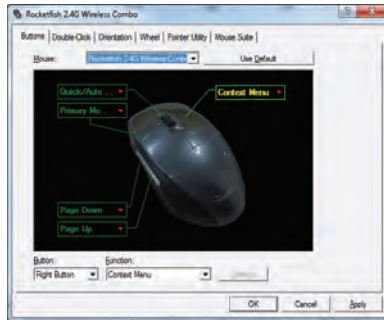 Rocketfish 2.4G Wireless Combo
Buttons Double-Click Orientation Wheel Pointer Utility Mouse Suite
Mouse: Rocketfish 2.4G Wireless Combo Use Default
Quick/Auto ... Context Menu
Primary Mo ...
Page Down
Page Up
Button: Function:
Right Button Context Menu
OK Cancel Apply